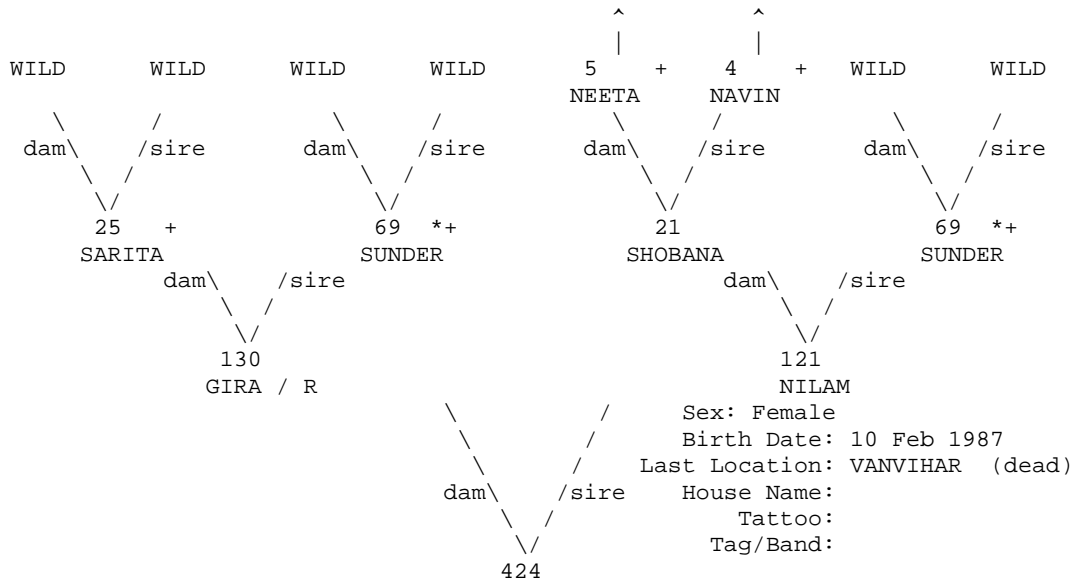 ^ ^
| |
WILD WILD WILD WILD 5 + 4 + WILD WILD
NEETA NAVIN
\ / \ / \ / \ /
dam\ /sire dam\ /sire dam\ /sire dam\ /sire
\ / \ / \ / \ /
\/ \/ \/ \/
25 + 69 *+ 21 69 *+
SARITA SUNDER SHOBANA SUNDER
dam\ /sire dam\ /sire
\ / \ /
\/ \/
130 121
GIRA / R NILAM
\ / Sex: Female
\ / Birth Date: 10 Feb 1987
\ / Last Location: VANVIHAR (dead)
dam\ /sire House Name:
\ / Tattoo:
\/ Tag/Band:
424